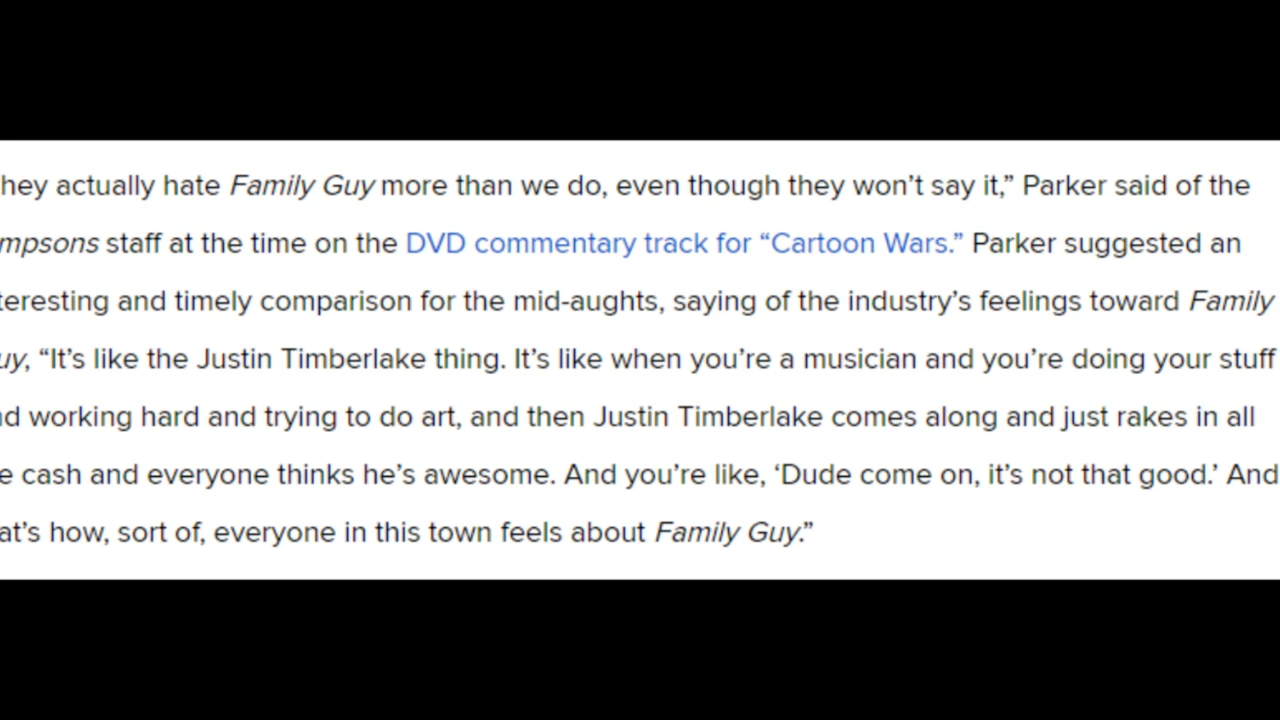 hey actually hate Family Guy more than we do, even though they won’t say it,” Parker said of the
mpsons staff at the time on the DVD commentary track for “Cartoon Wars.” Parker suggested an
teresting and timely comparison for the mid-aughts, saying of the industry’s feelings toward Family
uy, “It’s like the Justin Timberlake thing. It’s like when you’re a musician and you’re doing your stuff
d working hard and trying to do art, and then Justin Timberlake comes along and just rakes in all
e cash and everyone thinks he’s awesome. And you’re like, ‘Dude come on, it’s not that good.’ And
at’s how, sort of, everyone in this town feels about Family Guy.”